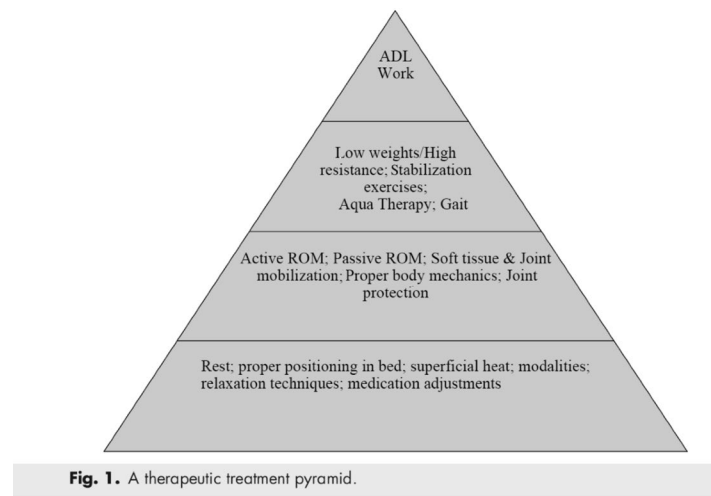 ADL
Work
Low weights/High
resistance; Stabilization
exercises;
Aqua Therapy; Gait
Active ROM; Passive ROM; Soft tissue & Joint
mobilization; Proper body mechanics; Joint
protection
Rest; proper positioning in bed; superficial heat; modalities;
relaxation techniques; medication adjustments
Fig. 1. A therapeutic treatment pyramid.